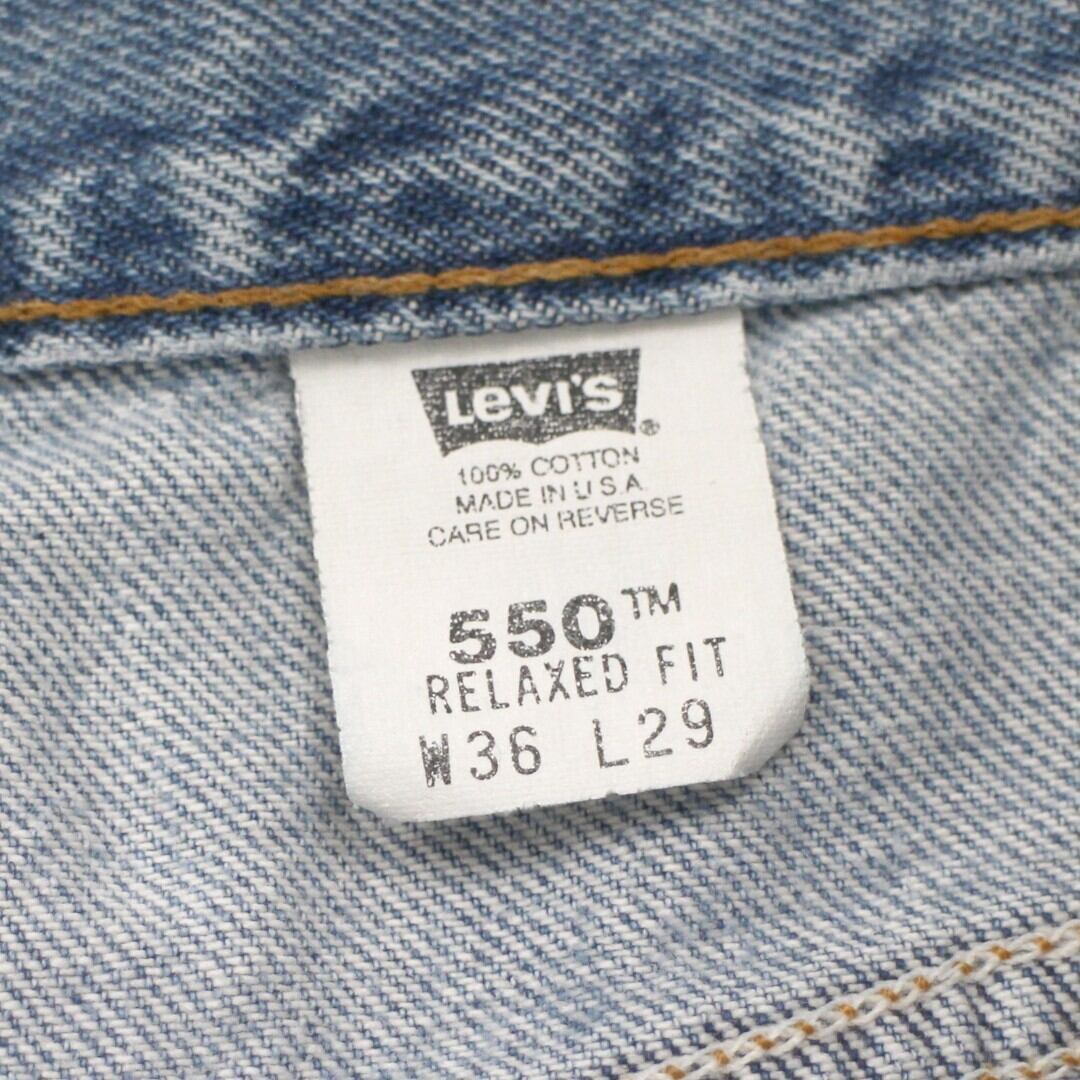 Levi's®
100% COTTON
MADE IN U.S.A.
CARE ON REVERSE
550™
RELAXED FIT
W36 L29